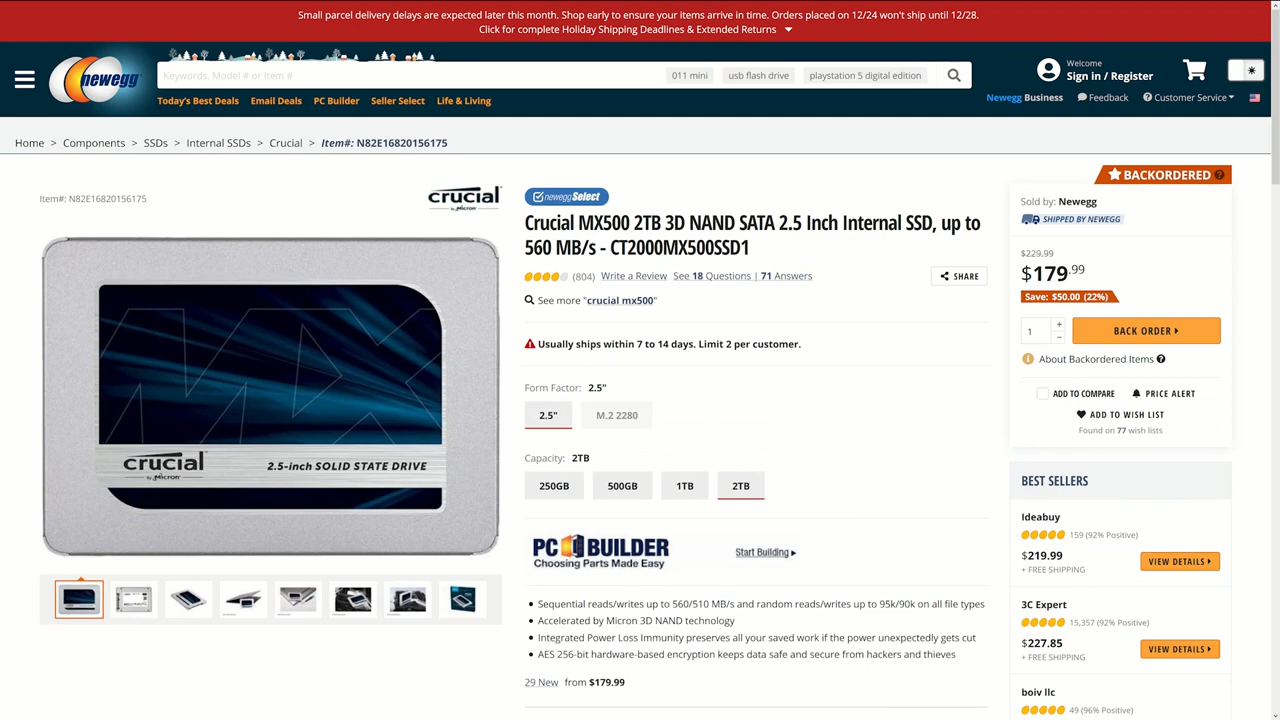 Small parcel delivery delays are expected later this month. Shop early to ensure your items arrive in time. Orders placed on 12/24 won't ship until 12/28.
Click for complete Holiday Shipping Deadlines & Extended Returns
newegg
Keywords, Model # or Item #
011 mini
usb flash drive
playstation 5 digital edition
Welcome
Sign in / Register
Today's Best Deals
Email Deals
PC Builder
Seller Select
Life & Living
Newegg Business
Feedback
Customer Service
Home > Components > SSDs > Internal SSDs > Crucial > Item#: N82E16820156175
Item#: N82E16820156175
crucial
by Micron
crucial
by Micron
2.5-inch SOLID STATE DRIVE
newegg Select
Crucial MX500 2TB 3D NAND SATA 2.5 Inch Internal SSD, up to
560 MB/s - CT2000MX500SSD1
(804) Write a Review See 18 Questions | 71 Answers
SHARE
See more "crucial mx500"
Usually ships within 7 to 14 days. Limit 2 per customer.
Form Factor: 2.5"
2.5"
M.2 2280
Capacity: 2TB
250GB
500GB
1TB
2TB
PC BUILDER
Choosing Parts Made Easy
Start Building
• Sequential reads/writes up to 560/510 MB/s and random reads/writes up to 95k/90k on all file types
• Accelerated by Micron 3D NAND technology
• Integrated Power Loss Immunity preserves all your saved work if the power unexpectedly gets cut
• AES 256-bit hardware-based encryption keeps data safe and secure from hackers and thieves
29 New from $179.99
BACKORDERED ?
Sold by: Newegg
SHIPPED BY NEWEGG
$229.99
$179.99
Save: $50.00 (22%)
1
+
−
BACK ORDER
About Backordered Items ?
ADD TO COMPARE
PRICE ALERT
ADD TO WISH LIST
Found on 77 wish lists
BEST SELLERS
Ideabuy
159 (92% Positive)
$219.99
+ FREE SHIPPING
VIEW DETAILS
3C Expert
15,357 (92% Positive)
$227.85
+ FREE SHIPPING
VIEW DETAILS
boiv llc
49 (96% Positive)